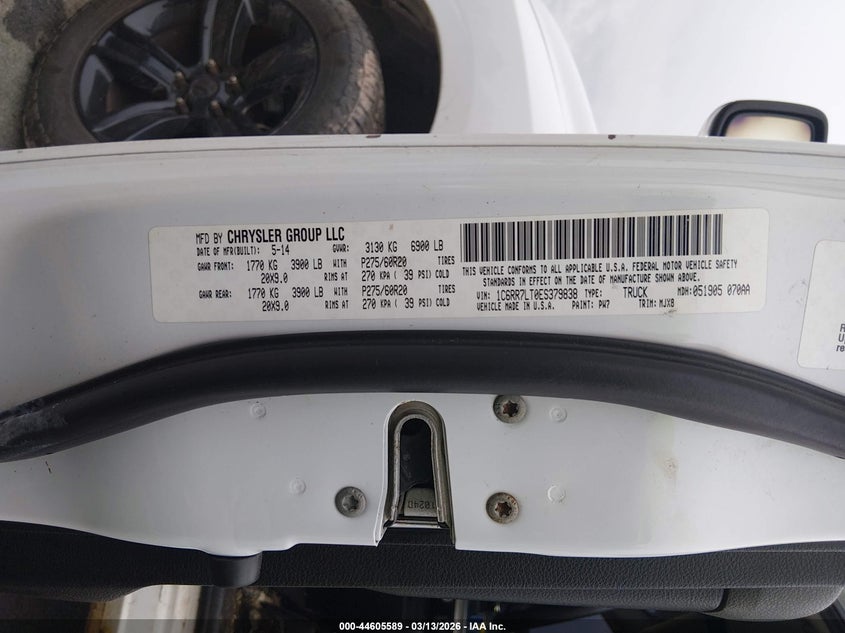 MFD BY CHRYSLER GROUP LLC
DATE OF MFR(BUILT): 5-14 GVWR: 3130 KG 6900 LB
GAWR FRONT: 1770 KG 3900 LB WITH P275/60R20 TIRES
20X9.0 RIMS AT 270 KPA ( 39 PSI) COLD
GAWR REAR: 1770 KG 3900 LB WITH P275/60R20 TIRES
20X9.0 RIMS AT 270 KPA ( 39 PSI) COLD
THIS VEHICLE CONFORMS TO ALL APPLICABLE U.S.A. FEDERAL MOTOR VEHICLE SAFETY
STANDARDS IN EFFECT ON THE DATE OF MANUFACTURE SHOWN ABOVE
VIN: 1C6RR7LT0ES379838 TYPE: TRUCK MDH:051905 070AA
VEHICLE MADE IN U.S.A. PAINT: PW7 TRIM: MJX8
000-44605589 - 03/13/2026 - IAA Inc.